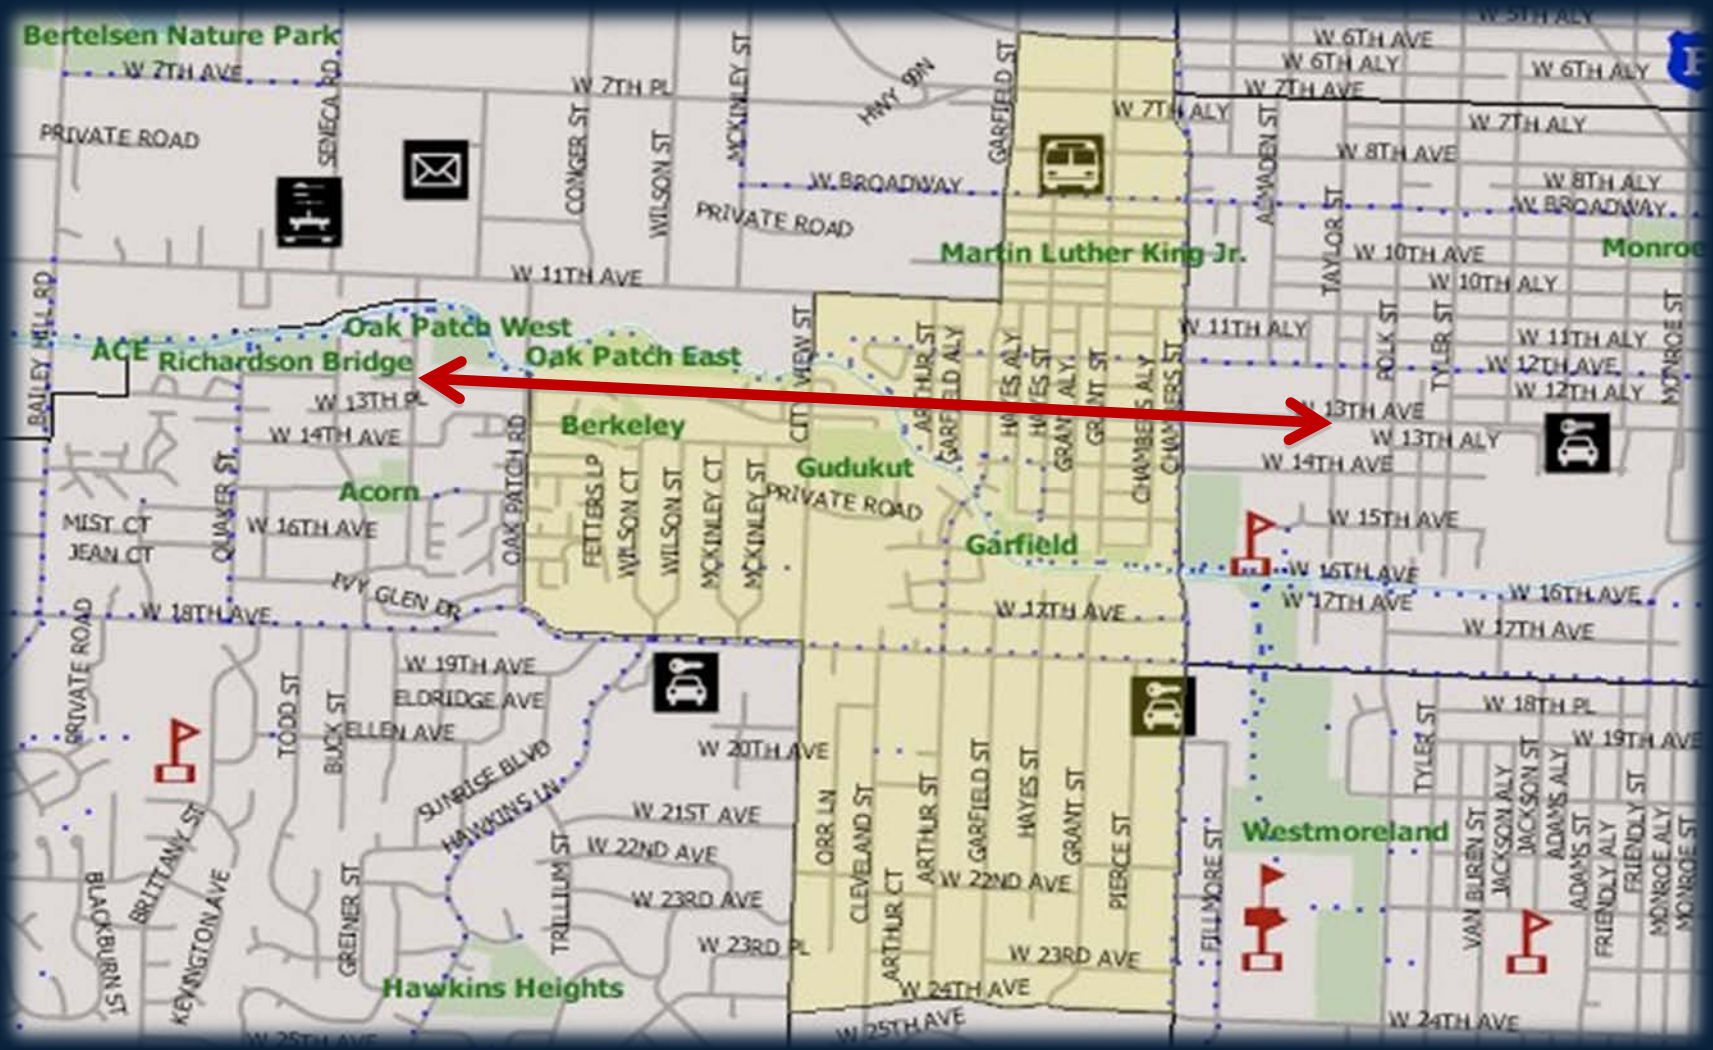 W 5TH ALY
Bertelsen Nature Park
W 6TH AVE
W 6TH ALY
W 6TH ALY
W 7TH AVE
W 7TH PL
W 7TH AVE
HWY 99N
GARFIELD ST
MCKINLEY ST
SENECA RD
W 7TH ALY
W 7TH ALY
PRIVATE ROAD
CONGER ST
WILSON ST
ALMADEN ST
W 8TH AVE
W 8TH ALY
W BROADWAY
W BROADWAY
PRIVATE ROAD
TAYLOR ST
Martin Luther King Jr.
W 10TH AVE
Monroe
W 11TH AVE
W 10TH ALY
BAILEY HILL RD
Oak Patch West
W 11TH ALY
W 11TH ALY
ACE
Richardson Bridge
Oak Patch East
CITY VIEW ST
ARTHUR ST
GARFIELD ALY
HAYES ALY
HAYES ST
GRANT ALY
GRANT ST
CHAMBERS ALY
CHAMBERS ST
POLK ST
TYLER ST
MONROE ST
W 12TH AVE
W 12TH ALY
W 13TH PL
13TH AVE
W 14TH AVE
Berkeley
W 13TH ALY
Gudukut
W 14TH AVE
Acorn
QUAKER ST
OAK PATCH RD
FETTERS LP
WILSON CT
WILSON ST
MCKINLEY CT
MCKINLEY ST
PRIVATE ROAD
MIST CT
W 16TH AVE
W 15TH AVE
JEAN CT
Garfield
W 16TH AVE
IVY GLEN DR
W 16TH AVE
W 17TH AVE
W 18TH AVE
W 17TH AVE
W 17TH AVE
PRIVATE ROAD
W 19TH AVE
TODD ST
BUCK ST
ELDRIDGE AVE
ELLEN AVE
W 18TH PL
TYLER ST
W 19TH AVE
W 20TH AVE
SUNRISE BLVD
HAWKINS LN
W 21ST AVE
ORR LN
CLEVELAND ST
ARTHUR ST
GARFIELD ST
HAYES ST
GRANT ST
PIERCE ST
FILLMORE ST
Westmoreland
VAN BUREN ST
JACKSON ALY
JACKSON ST
ADAMS ALY
ADAMS ST
FRIENDLY ALY
FRIENDLY ST
MONROE ALY
MONROE ST
BRITTANY ST
W 22ND AVE
TRILLIUM ST
W 22ND AVE
BLACKBURN ST
KEVINGTON AVE
GREINER ST
W 23RD AVE
ARTHUR CT
W 23RD PL
W 23RD AVE
Hawkins Heights
W 24TH AVE
W 25TH AVE
W 24TH AVE
W 25TH AVE